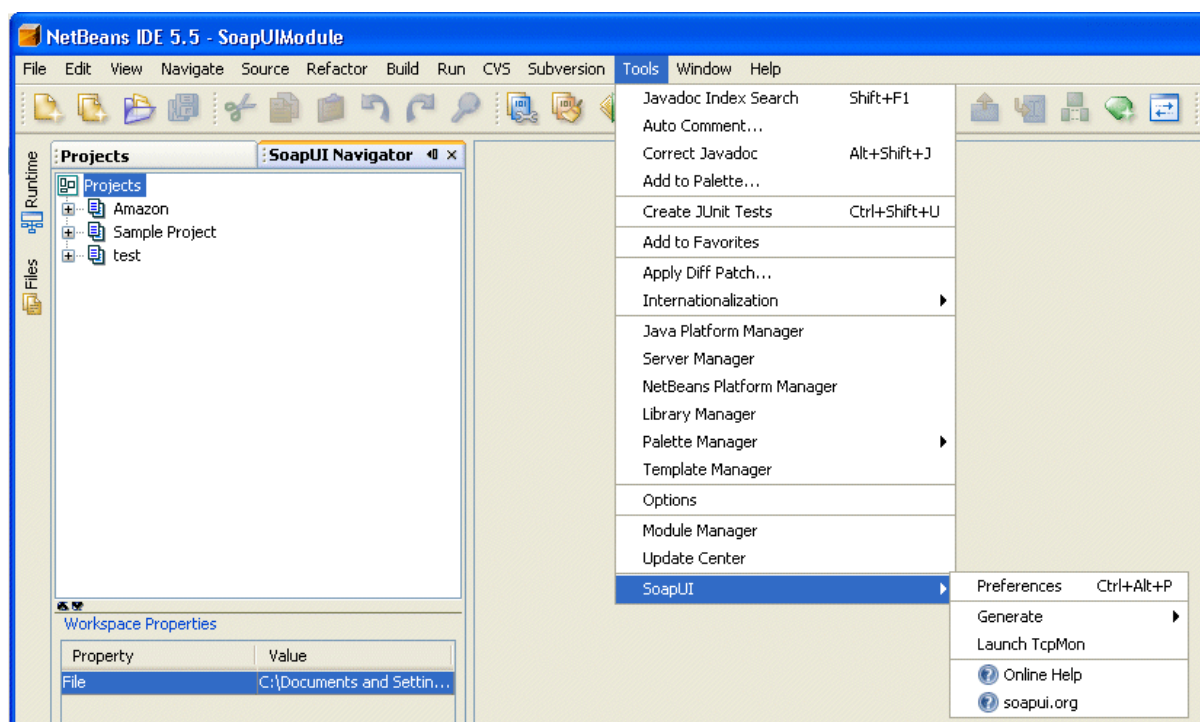 NetBeans IDE 5.5 - SoapUIModule
File Edit View Navigate Source Refactor Build Run CVS Subversion Tools Window Help
Javadoc Index Search Shift+F1
Auto Comment...
Correct Javadoc Alt+Shift+J
Add to Palette...
Create JUnit Tests Ctrl+Shift+U
Add to Favorites
Apply Diff Patch...
Internationalization
Java Platform Manager
Server Manager
NetBeans Platform Manager
Library Manager
Palette Manager
Template Manager
Options
Module Manager
Update Center
SoapUI
Preferences Ctrl+Alt+P
Generate
Launch TcpMon
Online Help
soapui.org
Runtime
Files
Projects SoapUI Navigator
Projects
Amazon
Sample Project
test
Workspace Properties
Property Value
File C:\Documents and Settin...